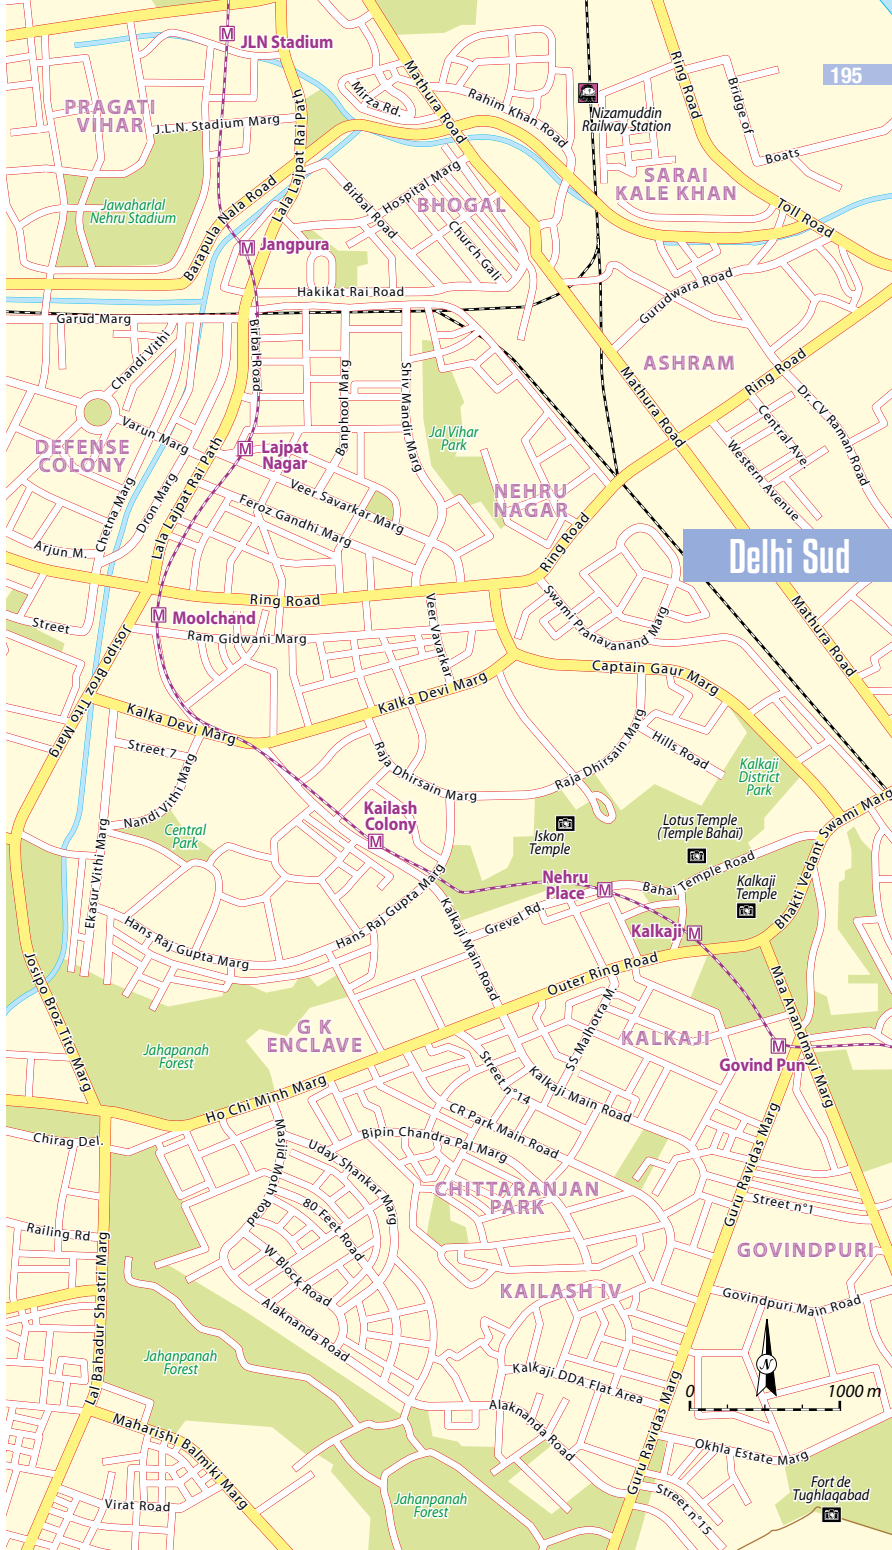 JLN Stadium
Mathura Road
Ring Road
195
PRAGATI
VIHAR
J.L.N. Stadium Marg
Lala Lajpat Rai Path
Mirza Rd.
Rahim Khan Road
Nizamuddin
Railway Station
Bridge of
Boats
Jawaharlal
Nehru Stadium
Barapula Nala Road
Birbal Road
Hospital Marg
BHOGAL
Church Gali
SARAI
KALE KHAN
Toll Road
Jangpura
Hakikat Rai Road
Gurudwara Road
Garud Marg
Chandi Vithi
Birbal Road
Banphool Marg
Shiv Mandir Marg
ASHRAM
Ring Road
Mathura Road
Dr. CV Raman Road
Central Ave.
Western Avenue
Varun Marg
DEFENSE
COLONY
Lajpat
Nagar
Jal Vihar
Park
Lala Lajpat Rai Path
Chetna Marg
Dron Marg
Veer Savarkar Marg
Feroz Gandhi Marg
NEHRU
NAGAR
Ring Road
Arjun M.
Delhi Sud
Ring Road
Street
Moolchand
Ram Gidwani Marg
Veer Vavarkar
Swami Pranavanand Marg
Mathura Road
Josipo Broz Tito Marg
Captain Gaur Marg
Kalka Devi Marg
Kalka Devi Marg
Street 7
Nandi Vithi Marg
Raja Dhirsain Marg
Raja Dhirsain Marg
Hills Road
Kalkaji
District
Park
Central
Park
Kailash
Colony
Iskon
Temple
Lotus Temple
(Temple Bahaï)
Bhakti Vedant Swami Marg
Ekasur Vithi Marg
Nehru
Place
Bahai Temple Road
Kalkaji
Temple
Hans Raj Gupta Marg
Hans Raj Gupta Marg
Kalkaji Main Road
Grevel Rd.
Kalkaji
Outer Ring Road
Josipo Broz Tito Marg
Maa Anandmayi Marg
G K
ENCLAVE
SS Malhotra M.
KALKAJI
Jahapanah
Forest
Govind Pun
Street n°14
Kalkaji Main Road
Ho Chi Minh Marg
CR Park Main Road
Chirag Del.
Masjid Moth Road
Bipin Chandra Pal Marg
Uday Shankar Marg
CHITTARANJAN
PARK
Guru Ravidas Marg
Street n°1
80 Feet Road
Railing Rd
W Block Road
GOVINDPURI
Lal Bahadur Shastri Marg
Alaknanda Road
KAILASH IV
Govindpuri Main Road
N
Jahanpanah
Forest
Kalkaji DDA Flat Area
0
1000 m
Alaknanda Road
Guru Ravidas Marg
Maharishi Balmiki Marg
Okhla Estate Marg
Virat Road
Jahanpanah
Forest
Street n°15
Fort de
Tughlaqabad